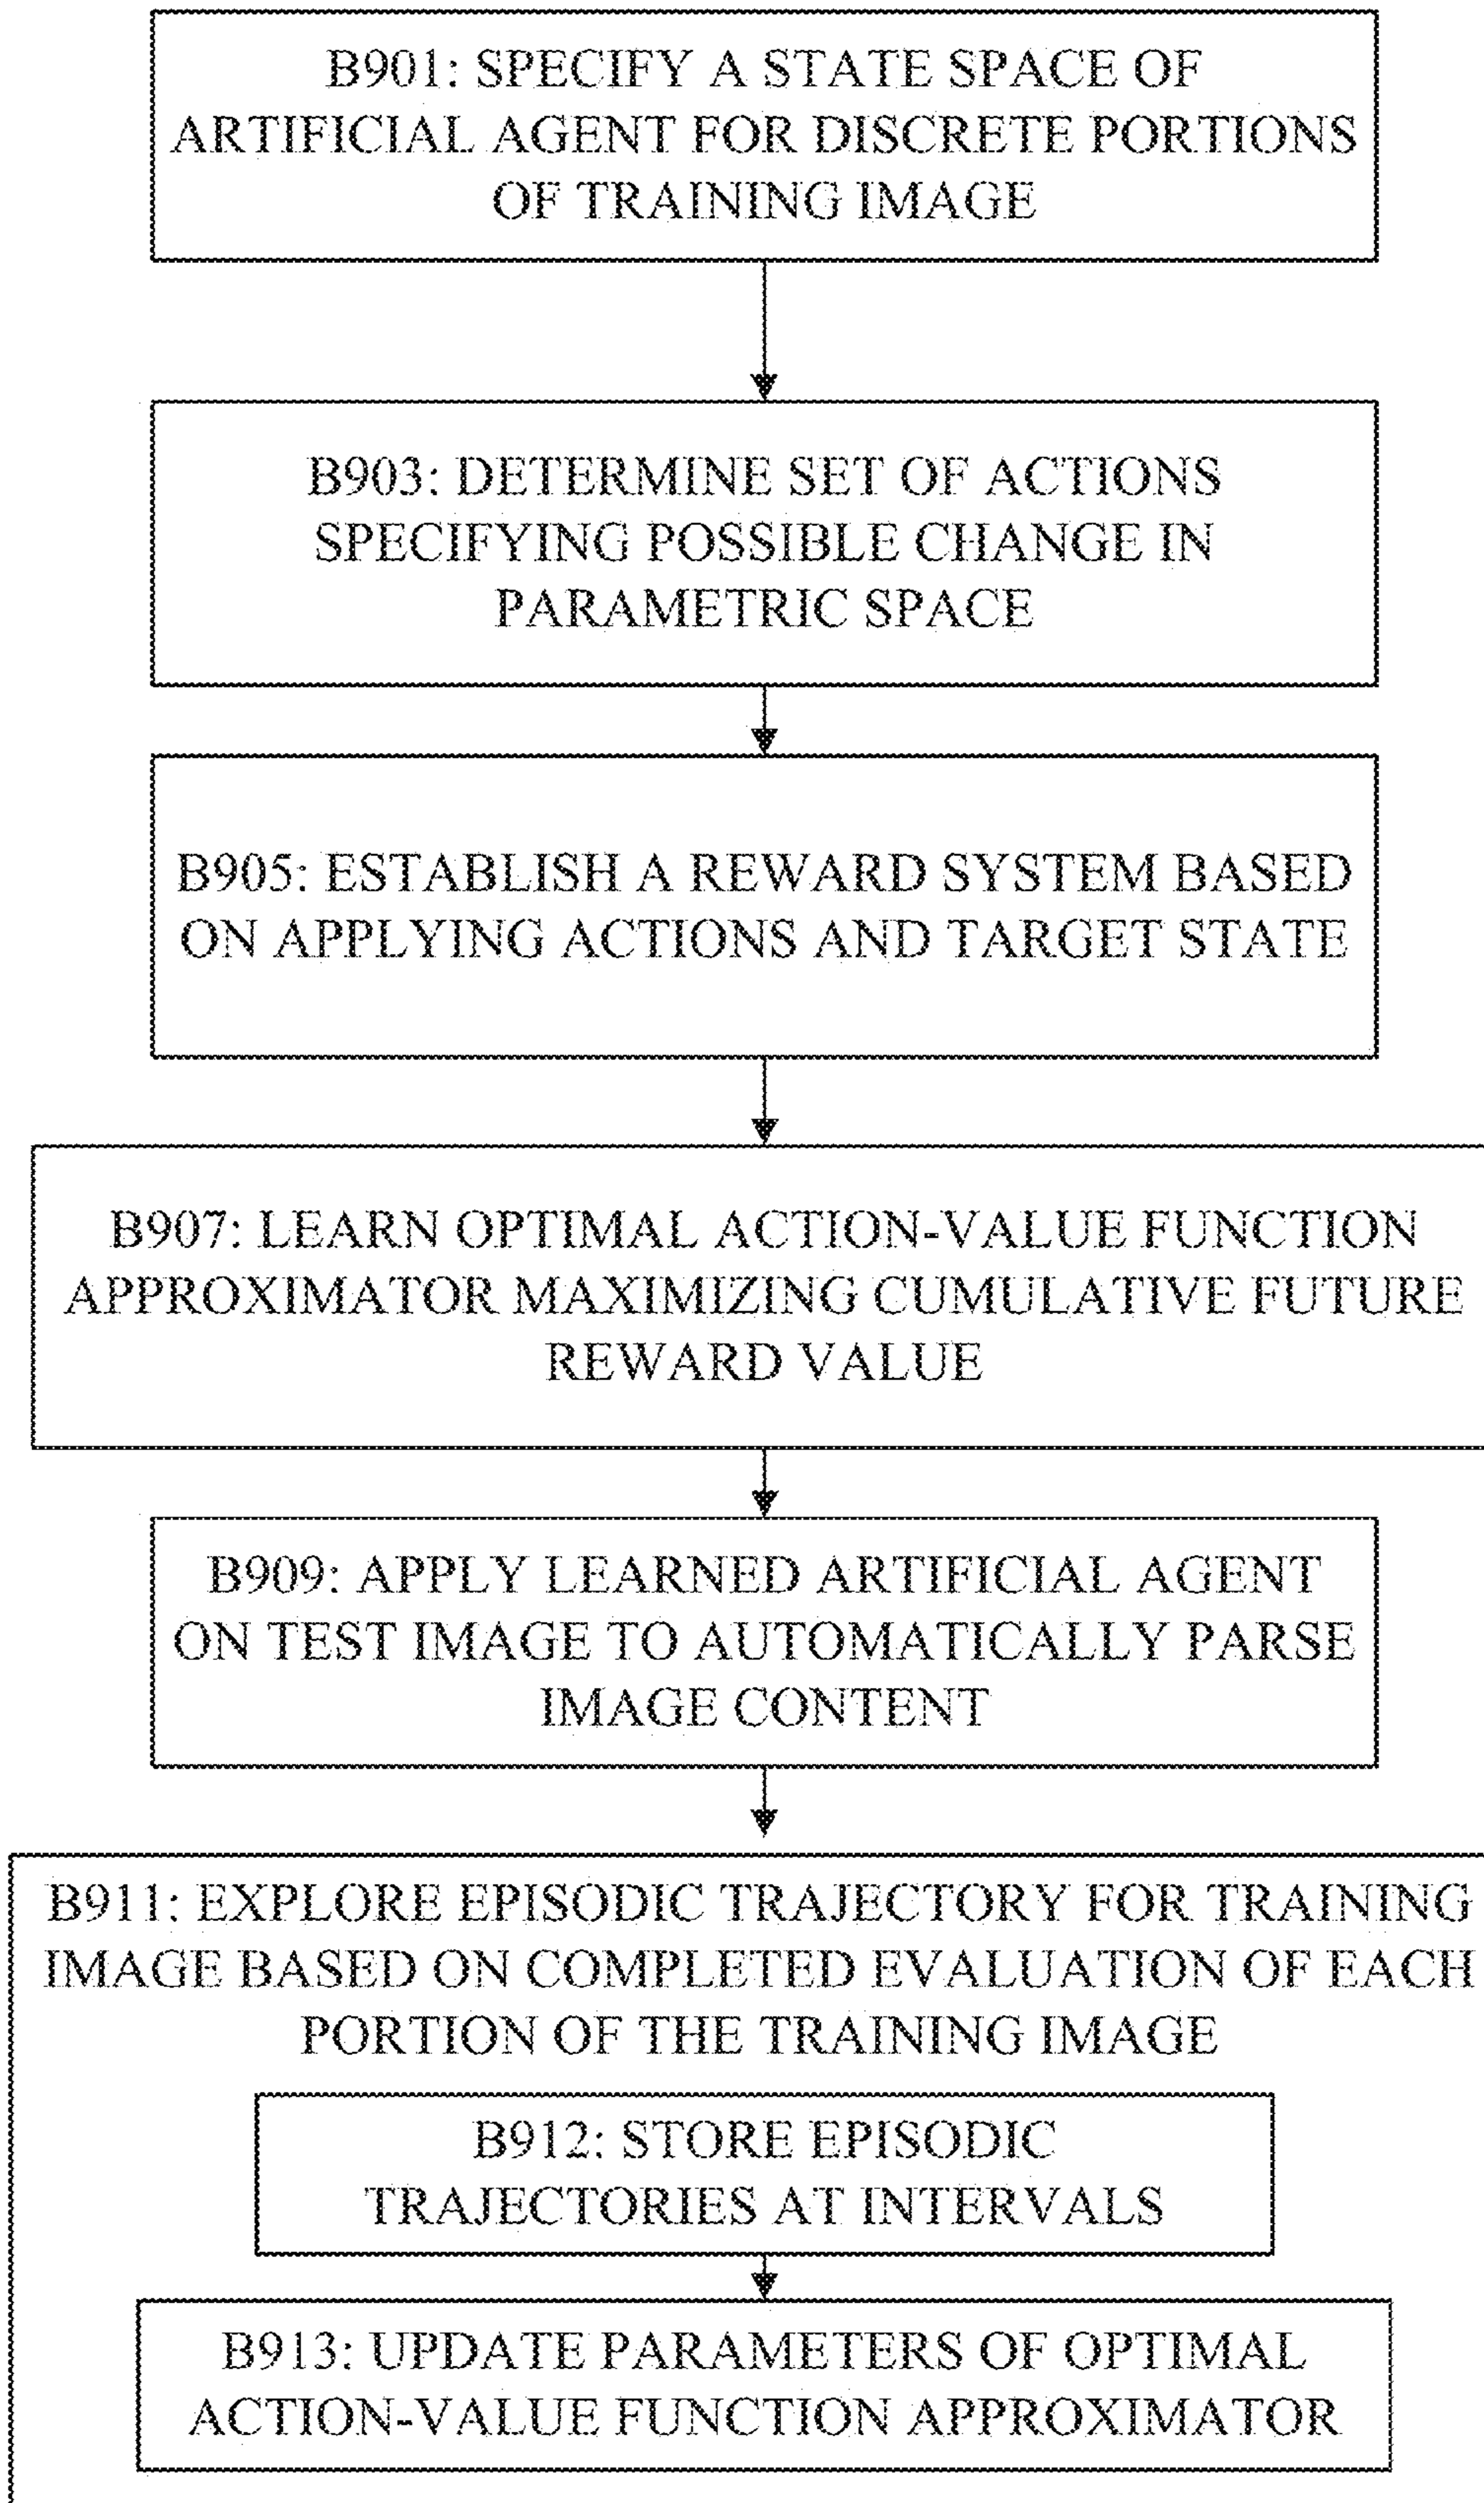 B901: SPECIFY A STATE SPACE OF
ARTIFICIAL AGENT FOR DISCRETE PORTIONS
OF TRAINING IMAGE
B903: DETERMINE SET OF ACTIONS
SPECIFYING POSSIBLE CHANGE IN
PARAMETRIC SPACE
B905: ESTABLISH A REWARD SYSTEM BASED
ON APPLYING ACTIONS AND TARGET STATE
B907: LEARN OPTIMAL ACTION-VALUE FUNCTION
APPROXIMATOR MAXIMIZING CUMULATIVE FUTURE
REWARD VALUE
B909: APPLY LEARNED ARTIFICIAL AGENT
ON TEST IMAGE TO AUTOMATICALLY PARSE
IMAGE CONTENT
B911: EXPLORE EPISODIC TRAJECTORY FOR TRAINING
IMAGE BASED ON COMPLETED EVALUATION OF EACH
PORTION OF THE TRAINING IMAGE
B912: STORE EPISODIC
TRAJECTORIES AT INTERVALS
B913: UPDATE PARAMETERS OF OPTIMAL
ACTION-VALUE FUNCTION APPROXIMATOR